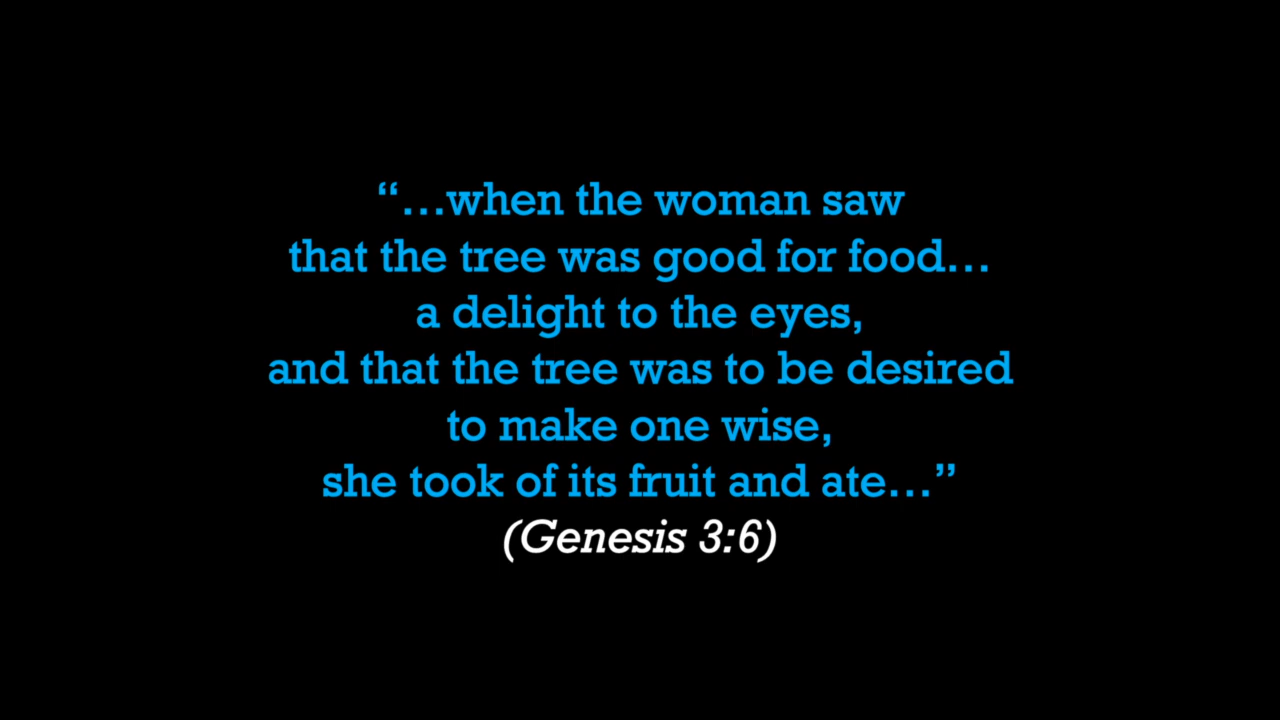 “…when the woman saw
that the tree was good for food…
a delight to the eyes,
and that the tree was to be desired
to make one wise,
she took of its fruit and ate…”
(Genesis 3:6)